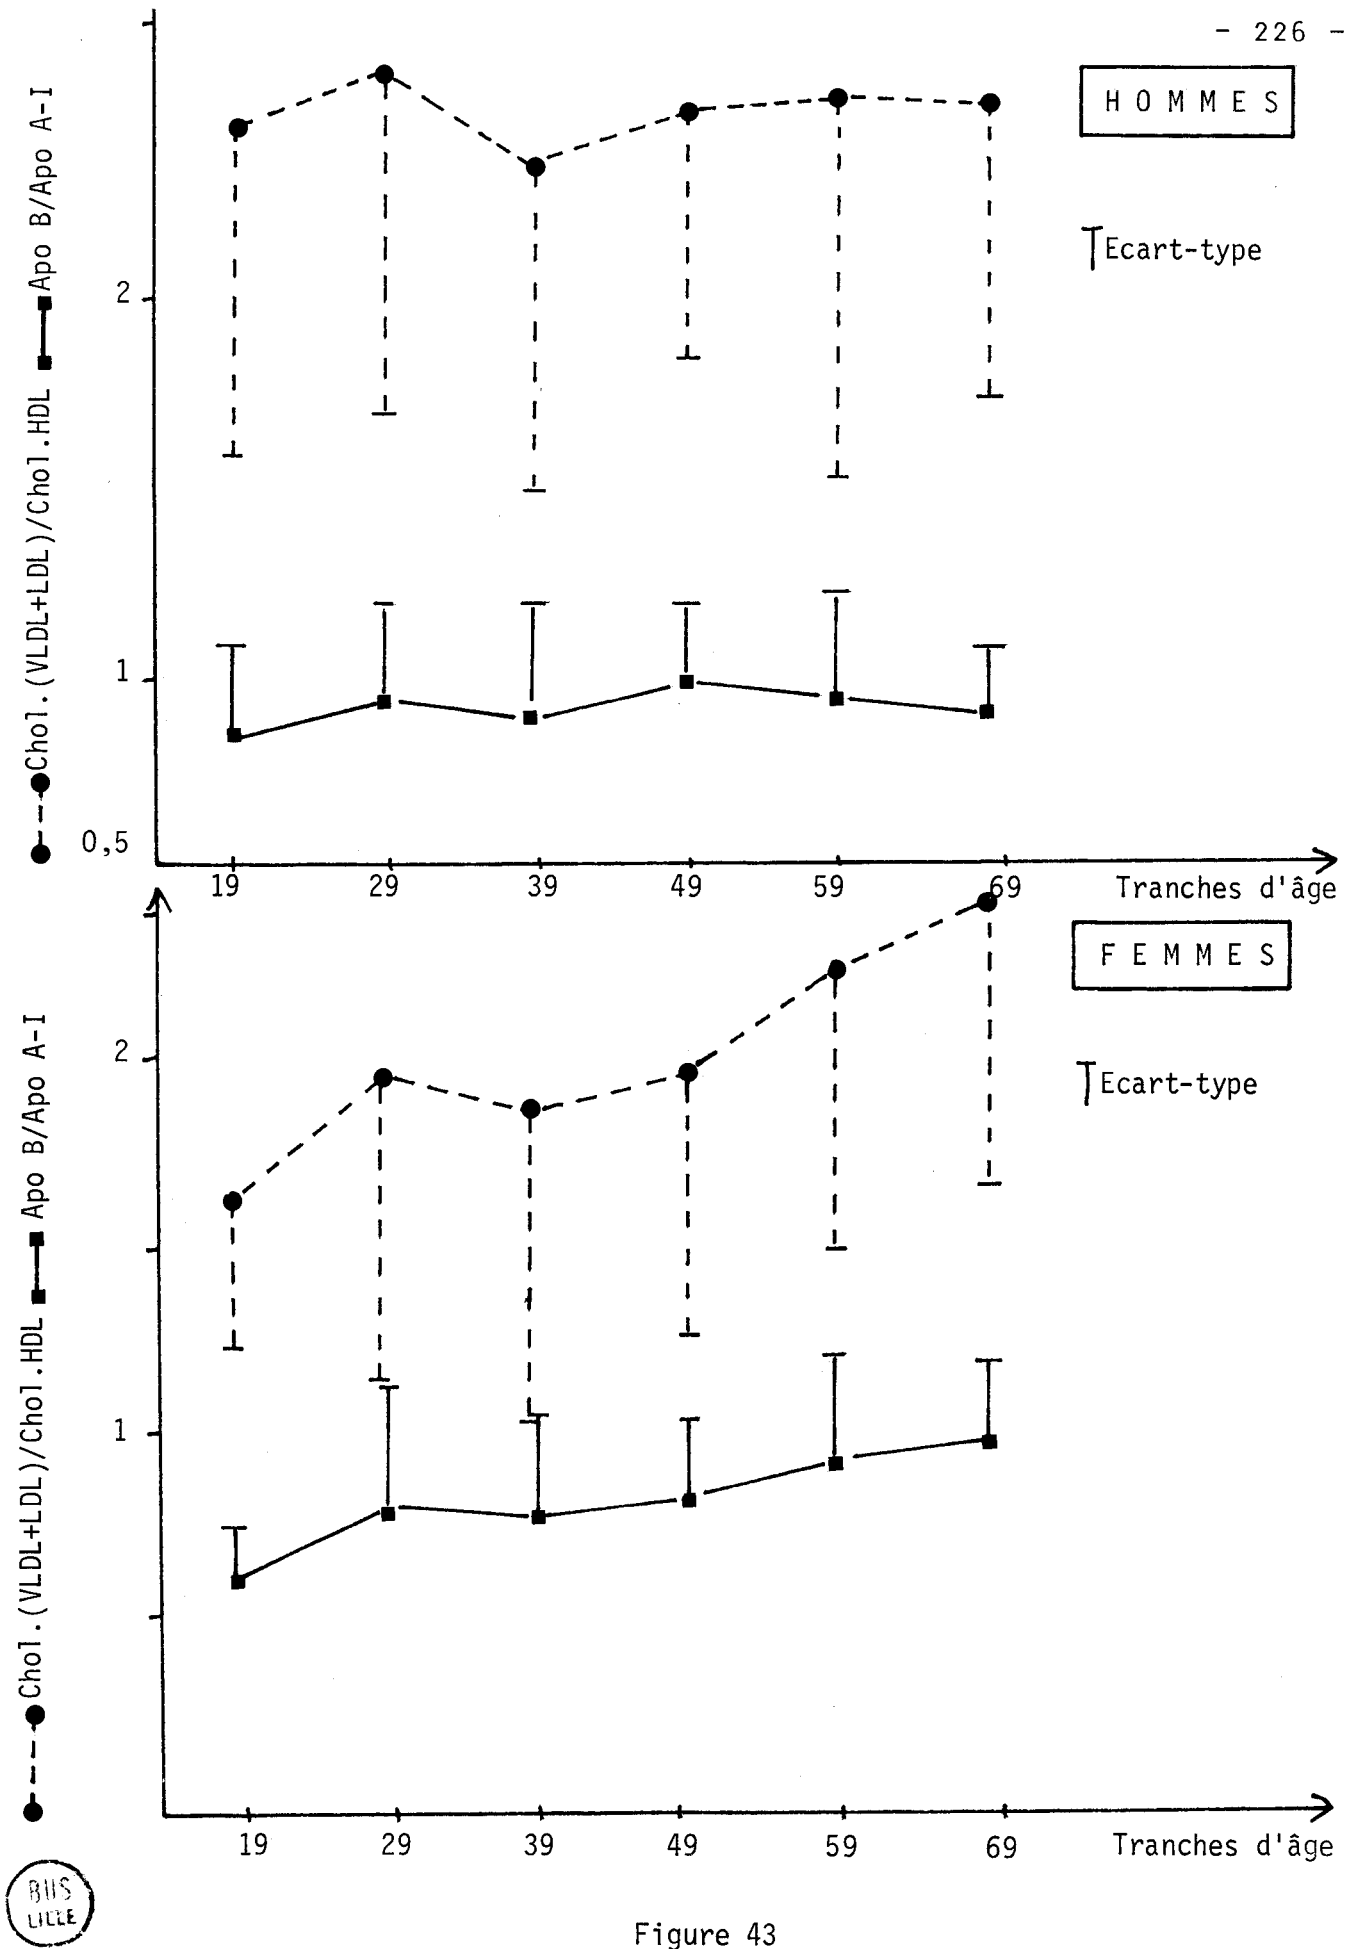 - 226 -
H O M M E S
Ecart-type
Chol.(VLDL+LDL)/Chol.HDL Apo B/Apo A-I
2
1
0,5
19 29 39 49 59 69 Tranches d'âge
F E M M E S
Ecart-type
Chol.(VLDL+LDL)/Chol.HDL Apo B/Apo A-I
2
1
19 29 39 49 59 69 Tranches d'âge
BUS
LILLE
Figure 43